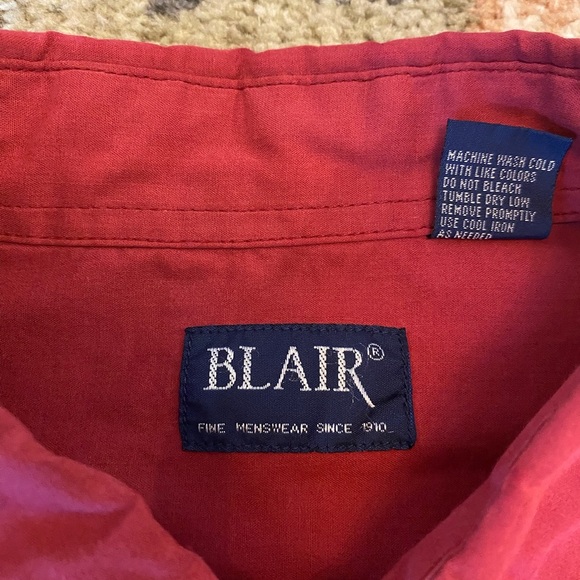 MACHINE WASH COLD
WITH LIKE COLORS
DO NOT BLEACH
TUMBLE DRY LOW
REMOVE PROMPTLY
USE COOL IRON
AS NEEDED
BLAIR®
FINE MENSWEAR SINCE 1910